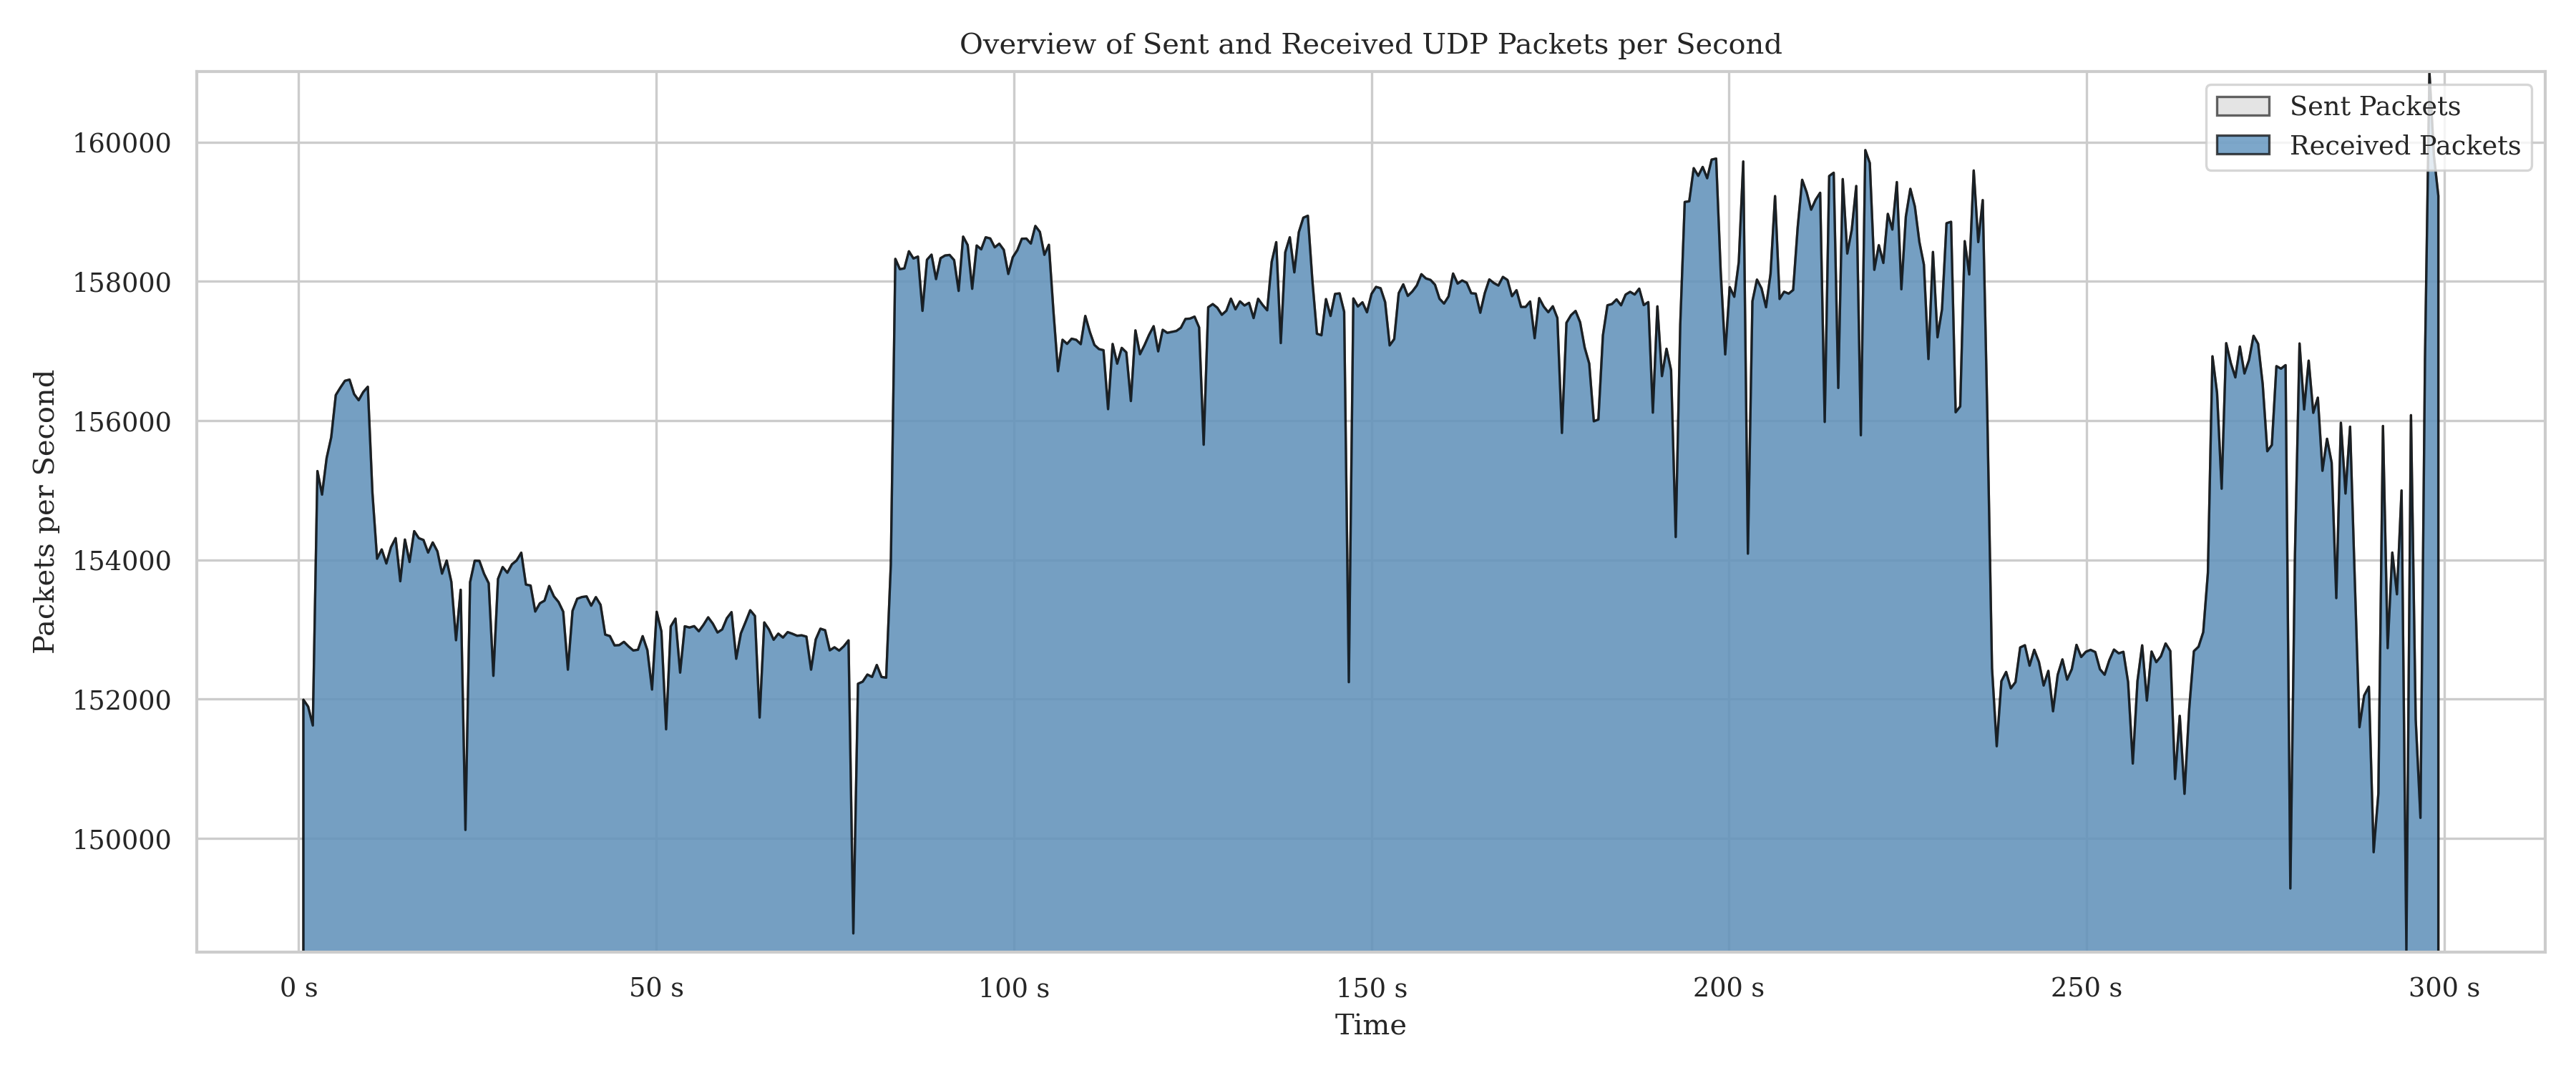 Overview of Sent and Received UDP Packets per Second
Sent Packets
Received Packets
Packets per Second
160000
158000
156000
154000
152000
150000
0 s
50 s
100 s
150 s
200 s
250 s
300 s
Time